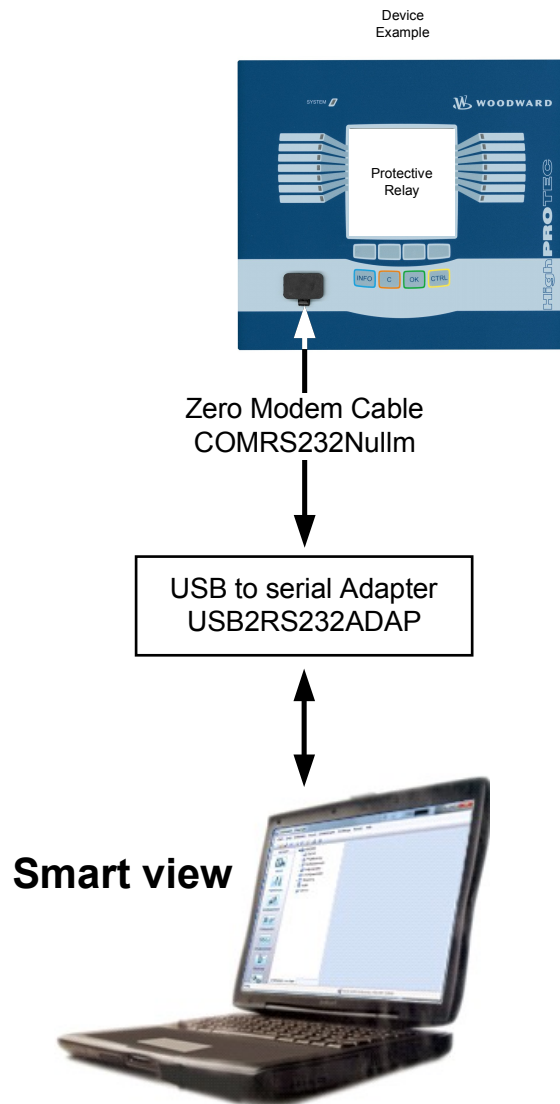 Device
Example
SYSTEM
WOODWARD
Protective
Relay
HighPROTEC
INFO
C
OK
CTRL
Zero Modem Cable
COMRS232Nullm
USB to serial Adapter
USB2RS232ADAP
Smart view